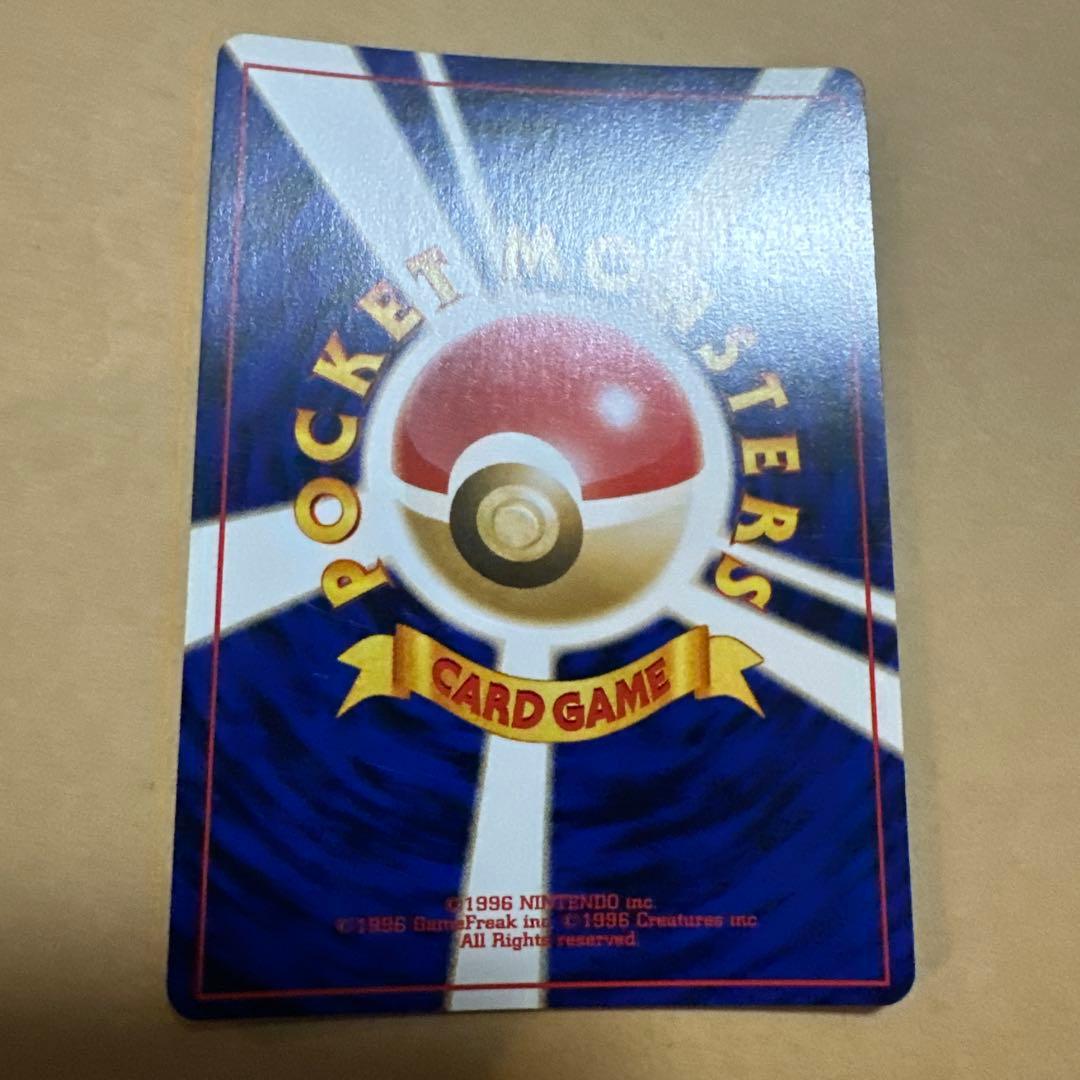 POCKET MONSTERS
CARD GAME
©1996 NINTENDO inc.
©1996 GameFreak inc. ©1996 Creatures inc
All Rights reserved.